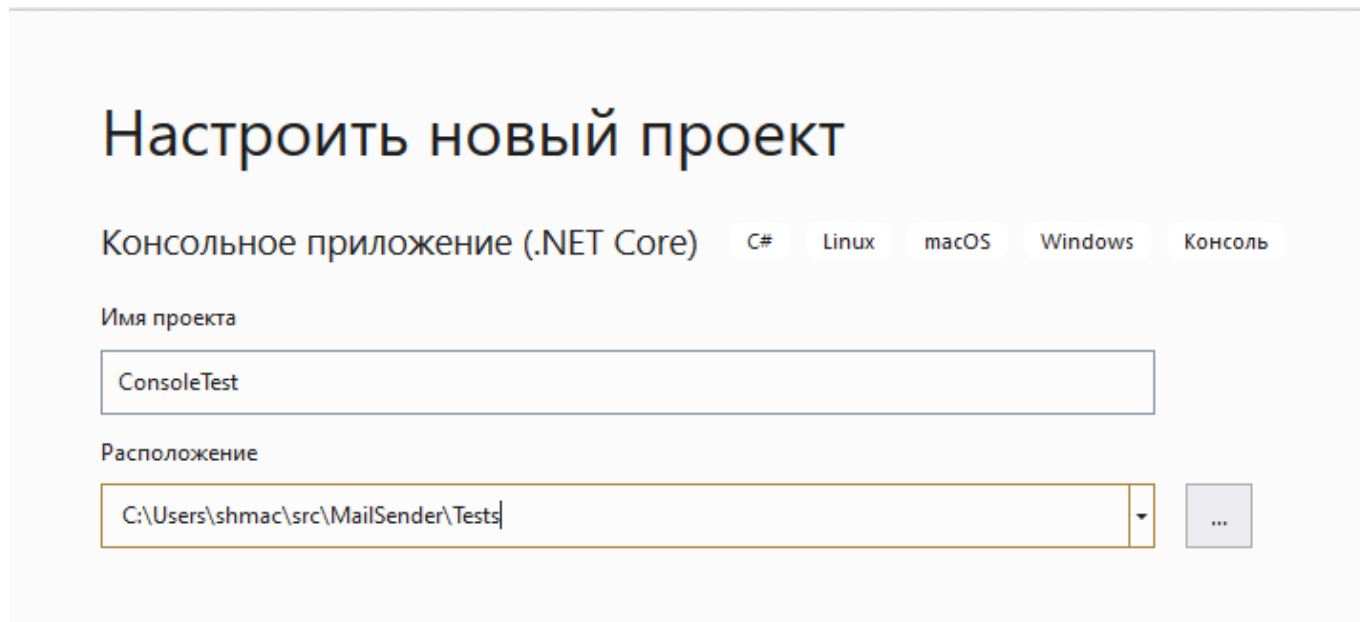 Настроить новый проект
Консольное приложение (.NET Core) C# Linux macOS Windows Консоль
Имя проекта
ConsoleTest
Расположение
C:\Users\shmac\src\MailSender\Tests
...